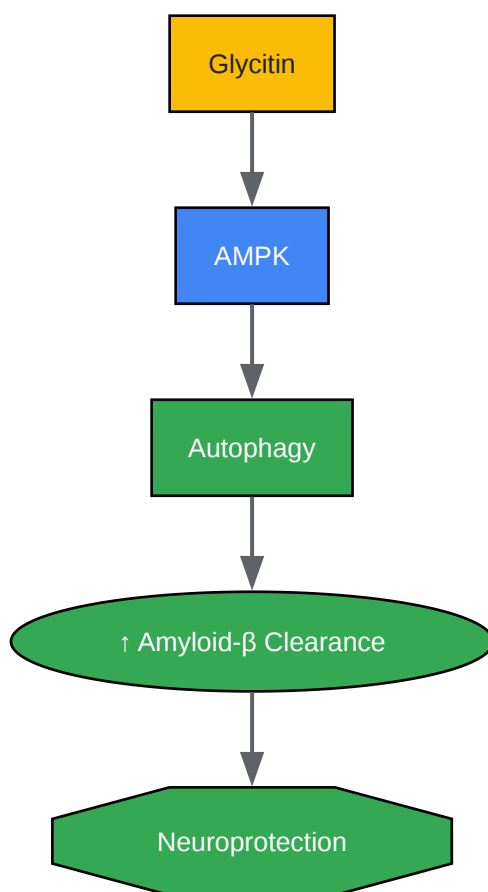 Glycitin
AMPK
Autophagy
↑ Amyloid-β Clearance
Neuroprotection